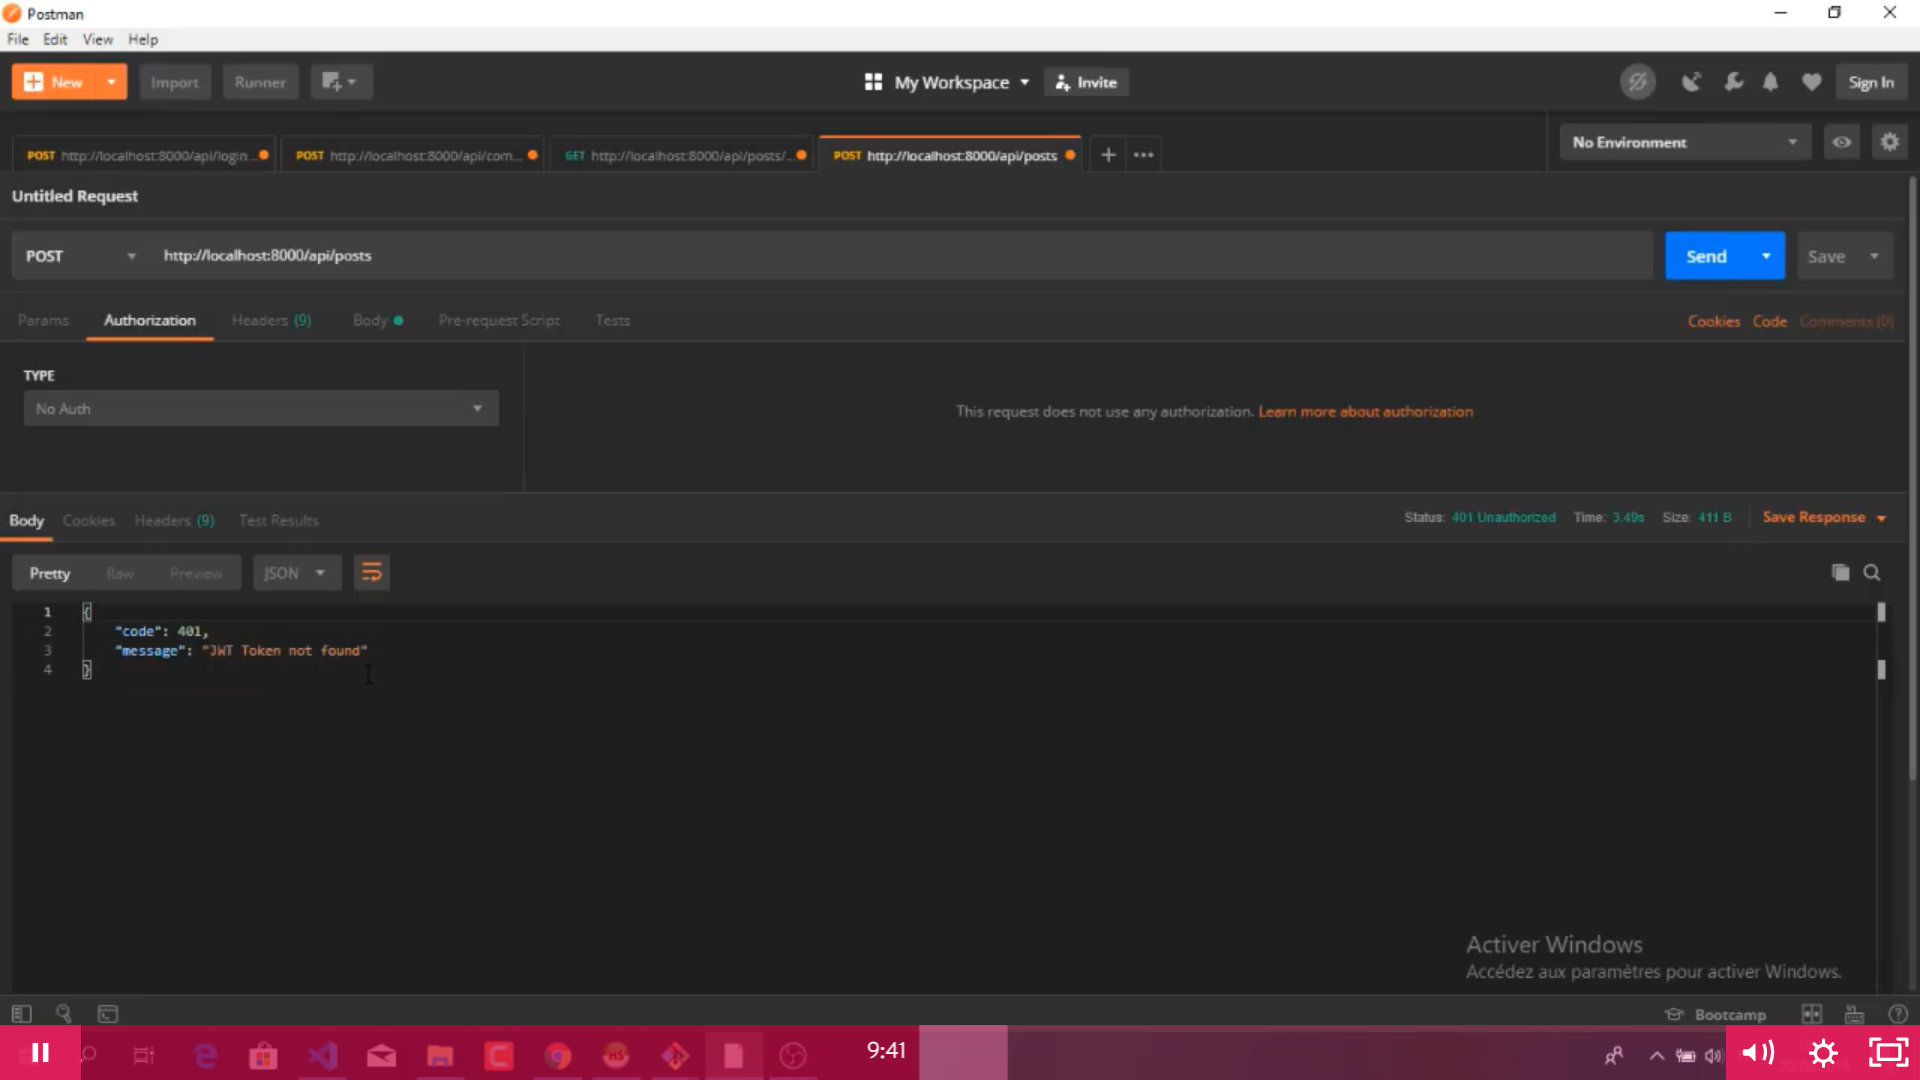 Postman
File Edit View Help
New Import Runner My Workspace Invite Sign In
POST http://localhost:8000/api/login... POST http://localhost:8000/api/com... GET http://localhost:8000/api/posts/... POST http://localhost:8000/api/posts No Environment
Untitled Request
POST http://localhost:8000/api/posts Send Save
Params Authorization Headers (9) Body Pre-request Script Tests Cookies Code Comments (0)
TYPE
No Auth
This request does not use any authorization. Learn more about authorization
Body Cookies Headers (9) Test Results Status: 401 Unauthorized Time: 3.49s Size: 411 B Save Response
Pretty Raw Preview JSON
1 {
2 "code": 401,
3 "message": "JWT Token not found"
4 }
Activer Windows
Accédez aux paramètres pour activer Windows.
Bootcamp
9:41